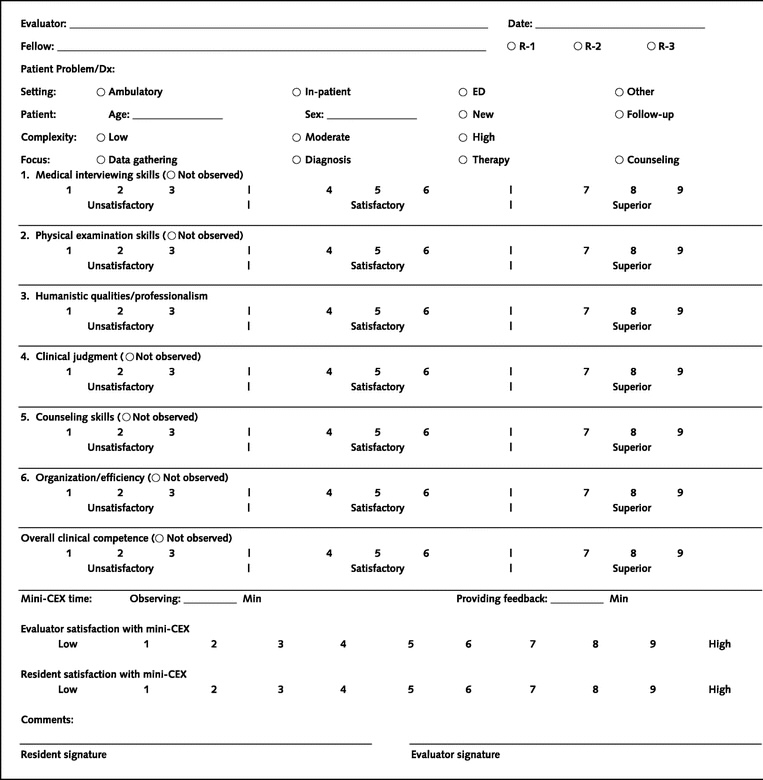 Evaluator: ____________________ Date: ____________________
Fellow: ____________________ ○ R-1 ○ R-2 ○ R-3
Patient Problem/Dx:
Setting: ○ Ambulatory ○ In-patient ○ ED ○ Other
Patient: Age: __________ Sex: __________ ○ New ○ Follow-up
Complexity: ○ Low ○ Moderate ○ High
Focus: ○ Data gathering ○ Diagnosis ○ Therapy ○ Counseling
1. Medical interviewing skills (○ Not observed)
1 2 3 | 4 5 6 | 7 8 9
Unsatisfactory | Satisfactory | Superior
2. Physical examination skills (○ Not observed)
1 2 3 | 4 5 6 | 7 8 9
Unsatisfactory | Satisfactory | Superior
3. Humanistic qualities/professionalism
1 2 3 | 4 5 6 | 7 8 9
Unsatisfactory | Satisfactory | Superior
4. Clinical judgment (○ Not observed)
1 2 3 | 4 5 6 | 7 8 9
Unsatisfactory | Satisfactory | Superior
5. Counseling skills (○ Not observed)
1 2 3 | 4 5 6 | 7 8 9
Unsatisfactory | Satisfactory | Superior
6. Organization/efficiency (○ Not observed)
1 2 3 | 4 5 6 | 7 8 9
Unsatisfactory | Satisfactory | Superior
Overall clinical competence (○ Not observed)
1 2 3 | 4 5 6 | 7 8 9
Unsatisfactory | Satisfactory | Superior
Mini-CEX time: Observing: ________ Min Providing feedback: ________ Min
Evaluator satisfaction with mini-CEX
Low 1 2 3 4 5 6 7 8 9 High
Resident satisfaction with mini-CEX
Low 1 2 3 4 5 6 7 8 9 High
Comments:
Resident signature Evaluator signature